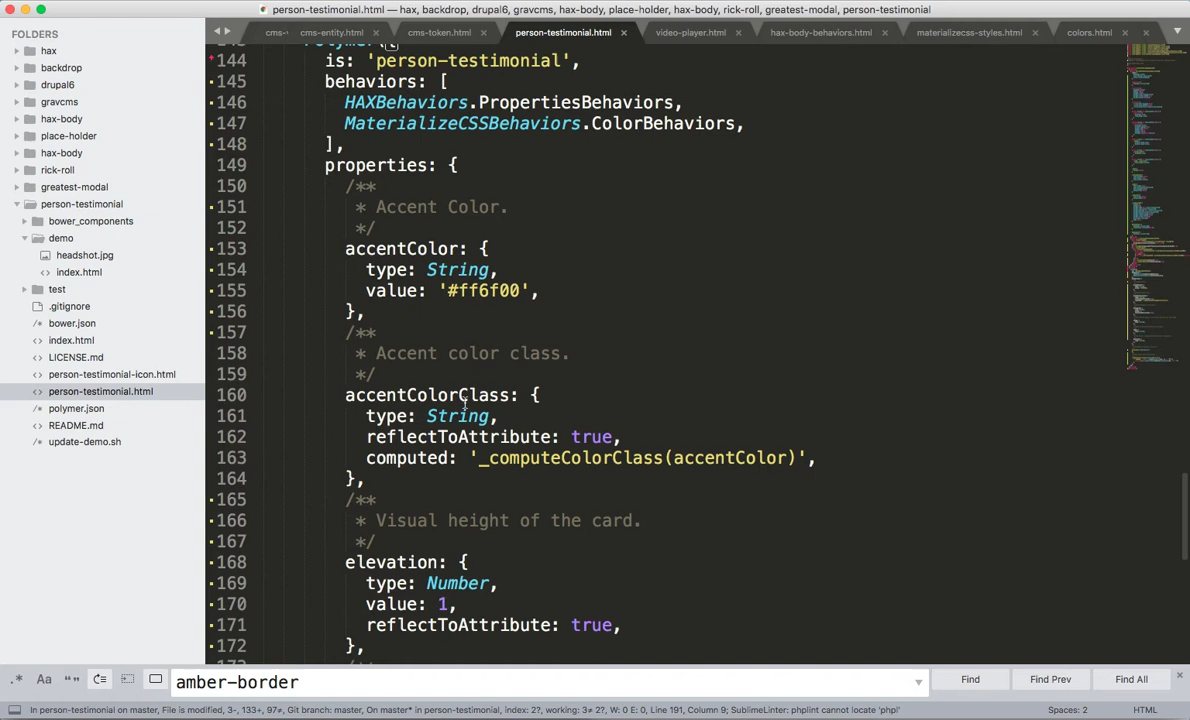 person-testimonial.html — hax, backdrop, drupal6, gravcms, hax-body, place-holder, hax-body, rick-roll, greatest-modal, person-testimonial
FOLDERS
hax
backdrop
drupal6
gravcms
hax-body
place-holder
hax-body
rick-roll
greatest-modal
person-testimonial
bower_components
demo
headshot.jpg
index.html
test
.gitignore
bower.json
index.html
LICENSE.md
person-testimonial-icon.html
person-testimonial.html
polymer.json
README.md
update-demo.sh
cms- cms-entity.html × cms-token.html × person-testimonial.html × video-player.html × hax-body-behaviors.html × materializecss-styles.html × colors.html ×
144 is: 'person-testimonial',
145 behaviors: [
146 HAXBehaviors.PropertiesBehaviors,
147 MaterializeCSSBehaviors.ColorBehaviors,
148 ],
149 properties: {
150 /**
151 * Accent Color.
152 */
153 accentColor: {
154 type: String,
155 value: '#ff6f00',
156 },
157 /**
158 * Accent color class.
159 */
160 accentColorClass: {
161 type: String,
162 reflectToAttribute: true,
163 computed: '_computeColorClass(accentColor)',
164 },
165 /**
166 * Visual height of the card.
167 */
168 elevation: {
169 type: Number,
170 value: 1,
171 reflectToAttribute: true,
172 },
.* Aa “” amber-border Find Find Prev Find All
In person-testimonial on master, File is modified, 3-, 133+, 97≠, Git branch: master, On master* in person-testimonial, index: 2?, working: 3≠ 2?, W: 0 E: 0, Line 191, Column 9; SublimeLinter: phplint cannot locate 'php' Spaces: 2 HTML